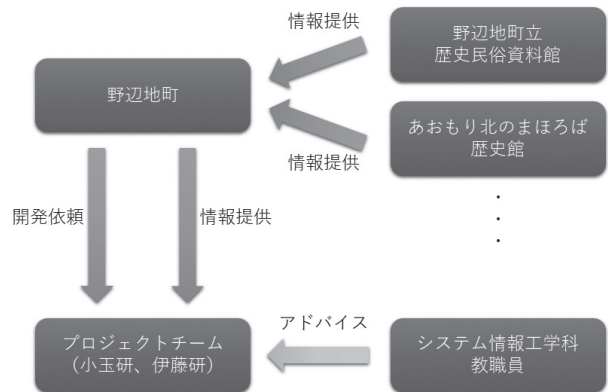 情報提供
野辺地町立
歴史民俗資料館
野辺地町
あおもり北のまほろば
歴史館
情報提供
・
・
・
開発依頼
情報提供
アドバイス
プロジェクトチーム
（小玉研、伊藤研）
システム情報工学科
教職員